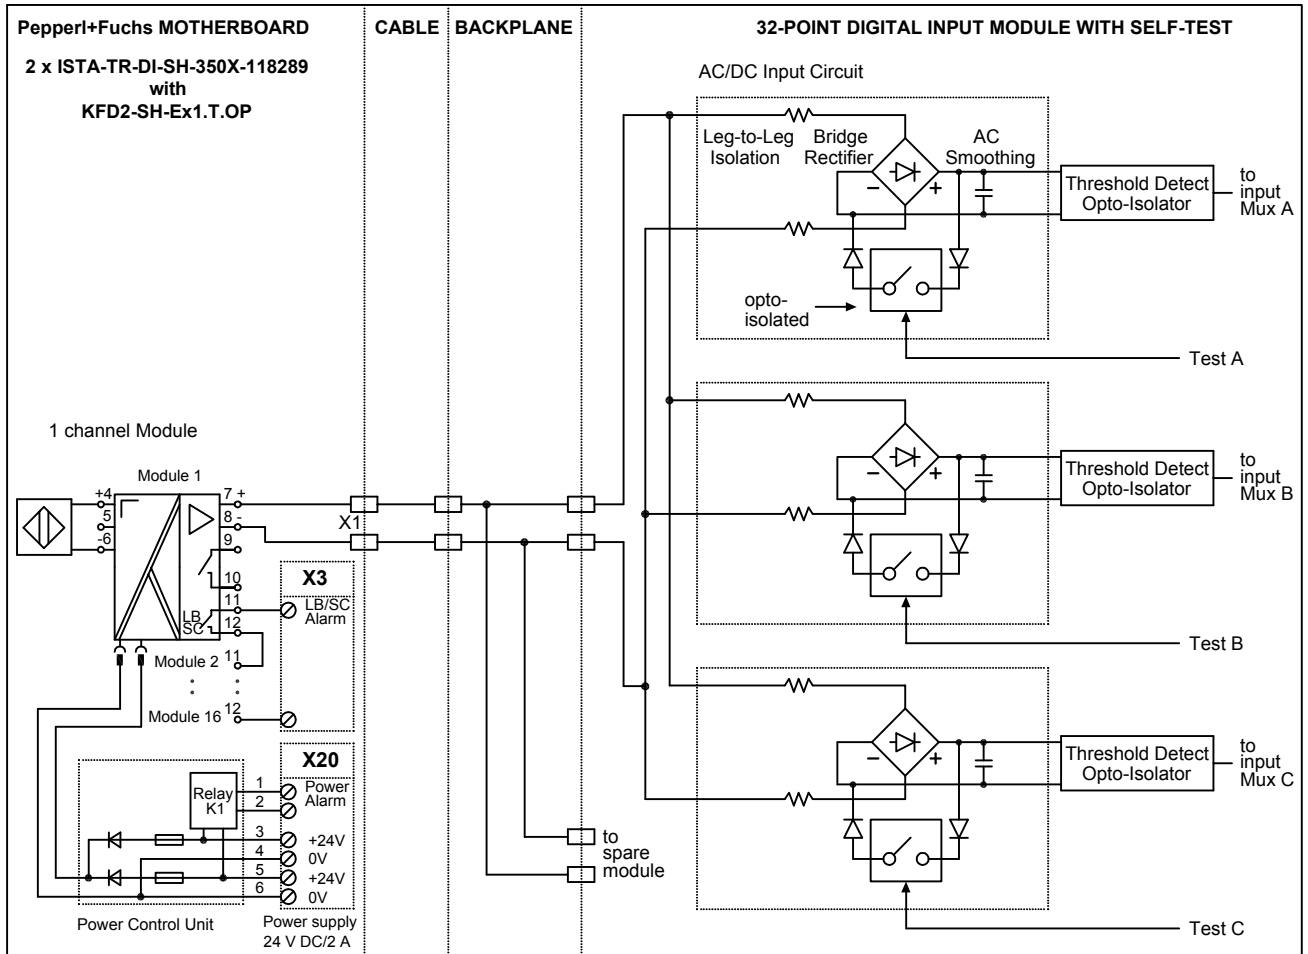 Pepperl+Fuchs MOTHERBOARD
CABLE
BACKPLANE
32-POINT DIGITAL INPUT MODULE WITH SELF-TEST
2 x ISTA-TR-DI-SH-350X-118289
with
KFD2-SH-Ex1.T.OP
AC/DC Input Circuit
Leg-to-Leg
Isolation
Bridge
Rectifier
AC
Smoothing
−
+
Threshold Detect
Opto-Isolator
to
input
Mux A
opto-
isolated
Test A
−
+
Threshold Detect
Opto-Isolator
to
input
Mux B
Test B
−
+
Threshold Detect
Opto-Isolator
to
input
Mux C
Test C
1 channel Module
Module 1
+4
5
-6
7 +
8 -
9
10
11
12
LB
SC
X1
Module 2
11
:
:
Module 16
12
X3
LB/SC
Alarm
X20
Relay
K1
1
2
3
4
5
6
Power
Alarm
+24V
0V
+24V
0V
Power Control Unit
Power supply
24 V DC/2 A
to
spare
module